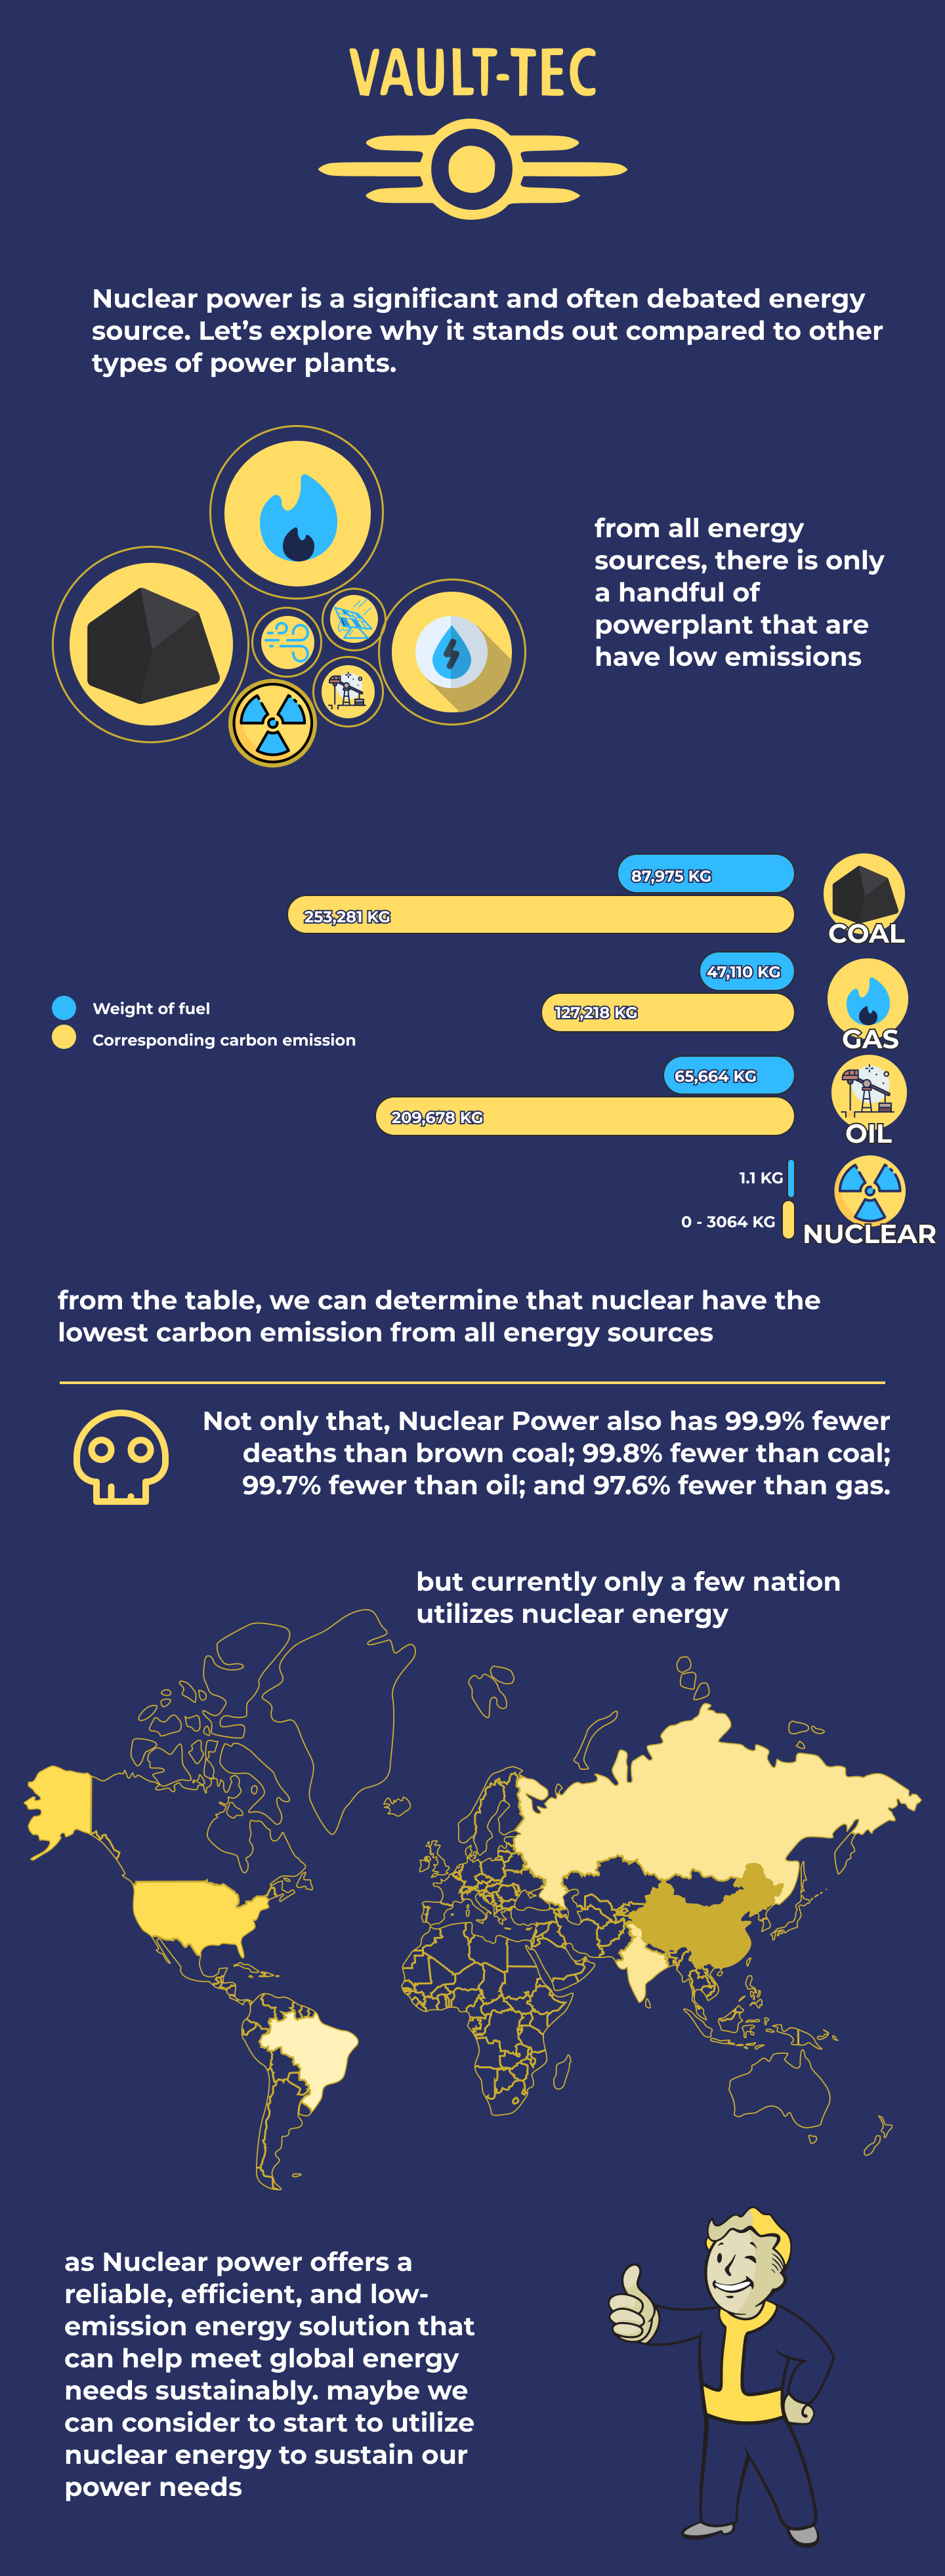 VAULT-TEC
Nuclear power is a significant and often debated energy
source. Let’s explore why it stands out compared to other
types of power plants.
from all energy
sources, there is only
a handful of
powerplant that are
have low emissions
87,975 KG
253,281 KG
COAL
47,110 KG
127,218 KG
GAS
Weight of fuel
Corresponding carbon emission
65,664 KG
209,678 KG
OIL
1.1 KG
0 - 3064 KG
NUCLEAR
from the table, we can determine that nuclear have the
lowest carbon emission from all energy sources
Not only that, Nuclear Power also has 99.9% fewer
deaths than brown coal; 99.8% fewer than coal;
99.7% fewer than oil; and 97.6% fewer than gas.
but currently only a few nation
utilizes nuclear energy
as Nuclear power offers a
reliable, efficient, and low-
emission energy solution that
can help meet global energy
needs sustainably. maybe we
can consider to start to utilize
nuclear energy to sustain our
power needs